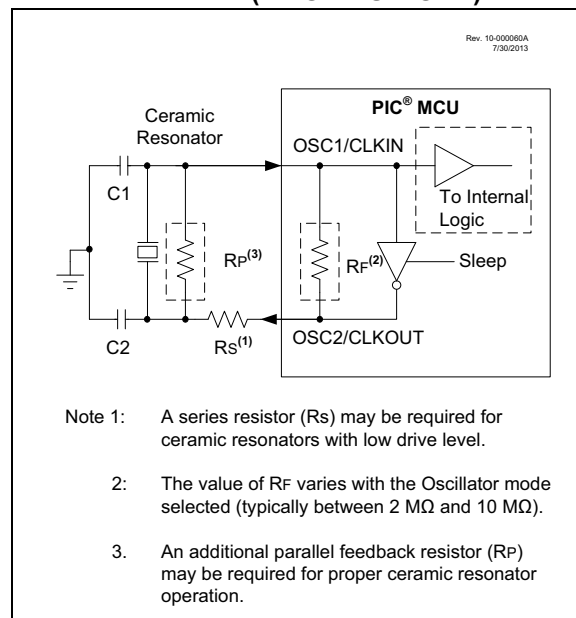 Rev. 10-000060A
7/30/2013
PIC® MCU
Ceramic
Resonator
OSC1/CLKIN
C1
To Internal
Logic
RP(3)
RF(2)
Sleep
C2
RS(1)
OSC2/CLKOUT
Note 1: A series resistor (Rs) may be required for
ceramic resonators with low drive level.
2: The value of RF varies with the Oscillator mode
selected (typically between 2 MΩ and 10 MΩ).
3. An additional parallel feedback resistor (RP)
may be required for proper ceramic resonator
operation.